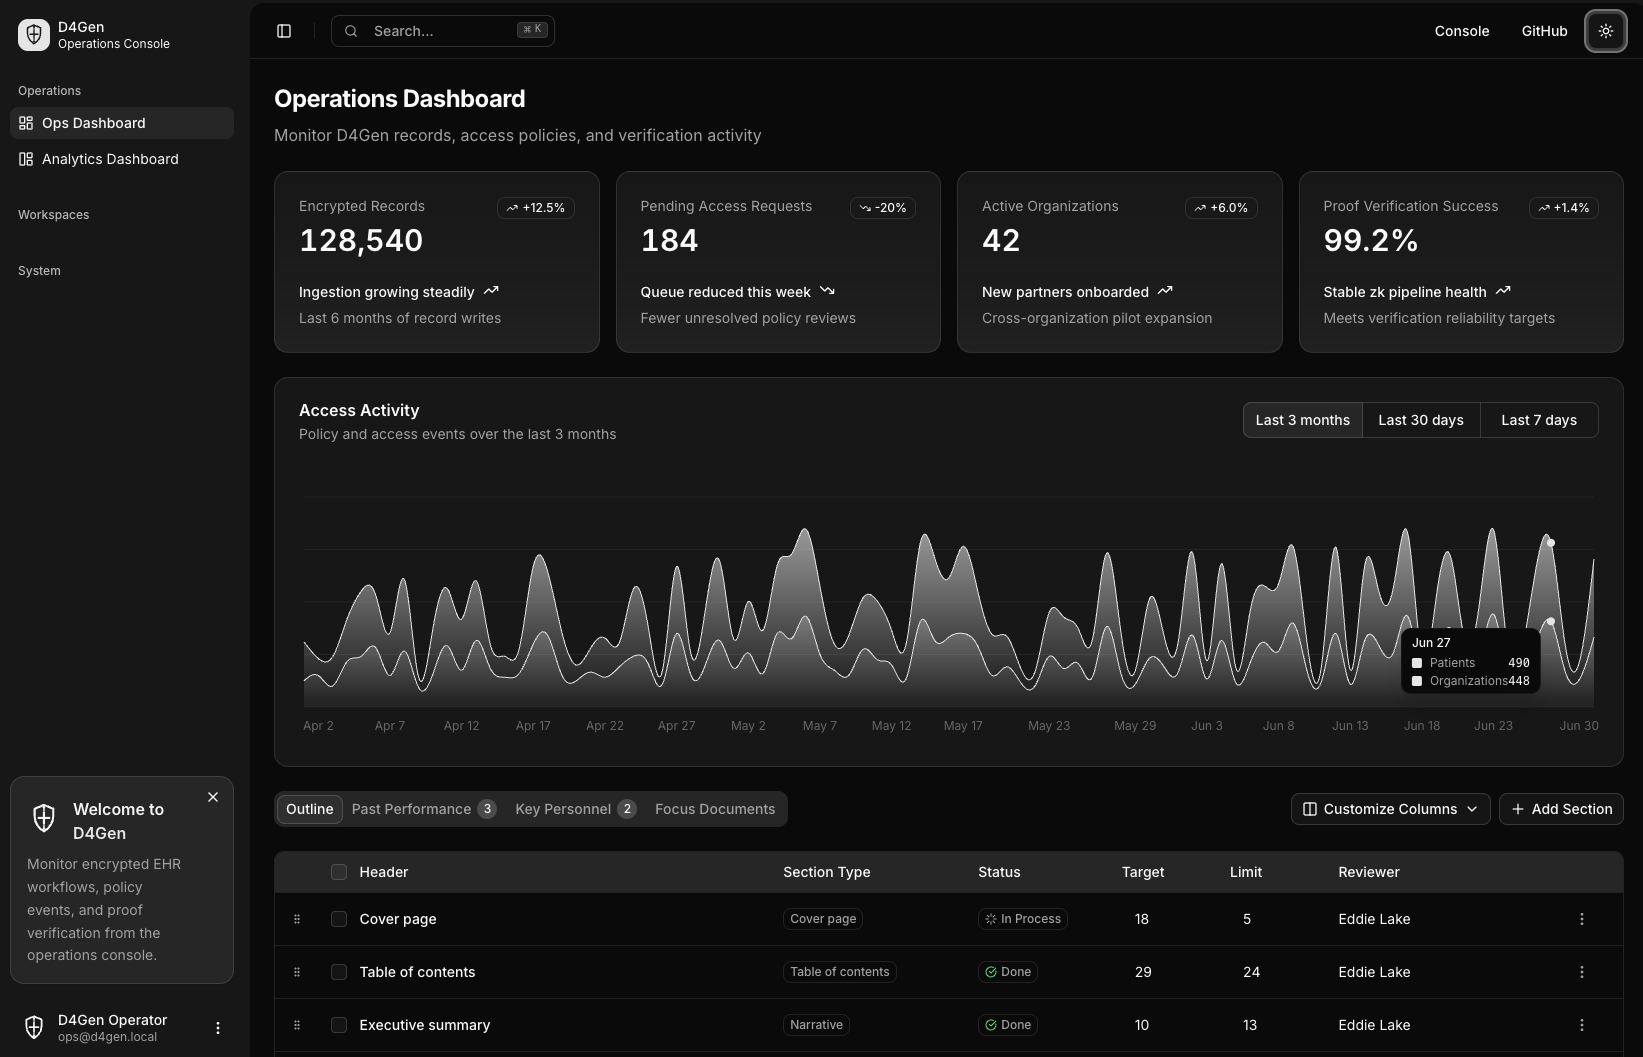 D4Gen
Operations Console
Operations
Ops Dashboard
Analytics Dashboard
Workspaces
System
Welcome to
D4Gen
Monitor encrypted EHR
workflows, policy
events, and proof
verification from the
operations console.
D4Gen Operator
ops@d4gen.local
Search...
⌘ K
Console
GitHub
Operations Dashboard
Monitor D4Gen records, access policies, and verification activity
Encrypted Records
+12.5%
128,540
Ingestion growing steadily
Last 6 months of record writes
Pending Access Requests
-20%
184
Queue reduced this week
Fewer unresolved policy reviews
Active Organizations
+6.0%
42
New partners onboarded
Cross-organization pilot expansion
Proof Verification Success
+1.4%
99.2%
Stable zk pipeline health
Meets verification reliability targets
Access Activity
Policy and access events over the last 3 months
Last 3 months Last 30 days Last 7 days
Jun 27
Patients 490
Organizations 448
Apr 2 Apr 7 Apr 12 Apr 17 Apr 22 Apr 27 May 2 May 7 May 12 May 17 May 23 May 29 Jun 3 Jun 8 Jun 13 Jun 18 Jun 23 Jun 30
Outline Past Performance 3 Key Personnel 2 Focus Documents
Customize Columns
Add Section
Header Section Type Status Target Limit Reviewer
Cover page Cover page In Process 18 5 Eddie Lake
Table of contents Table of contents Done 29 24 Eddie Lake
Executive summary Narrative Done 10 13 Eddie Lake